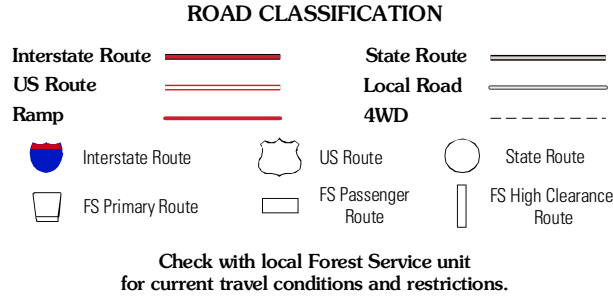 ROAD CLASSIFICATION
Interstate Route
State Route
US Route
Local Road
Ramp
4WD
Interstate Route
US Route
State Route
FS Primary Route
FS Passenger
Route
FS High Clearance
Route
Check with local Forest Service unit
for current travel conditions and restrictions.